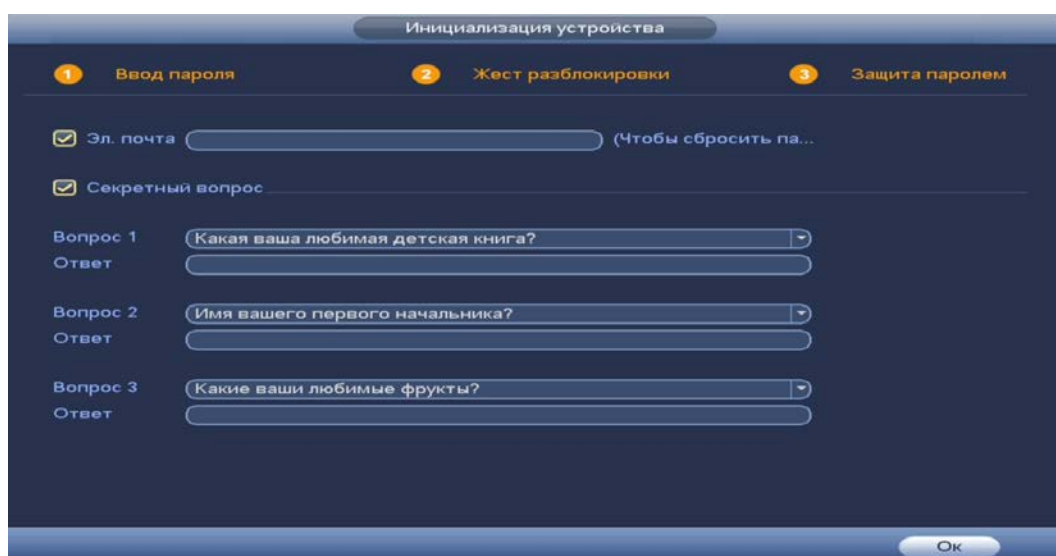 Инициализация устройства
1 Ввод пароля 2 Жест разблокировки 3 Защита паролем
Эл. почта (Чтобы сбросить па...
Секретный вопрос
Вопрос 1 Какая ваша любимая детская книга?
Ответ
Вопрос 2 Имя вашего первого начальника?
Ответ
Вопрос 3 Какие ваши любимые фрукты?
Ответ
Ок